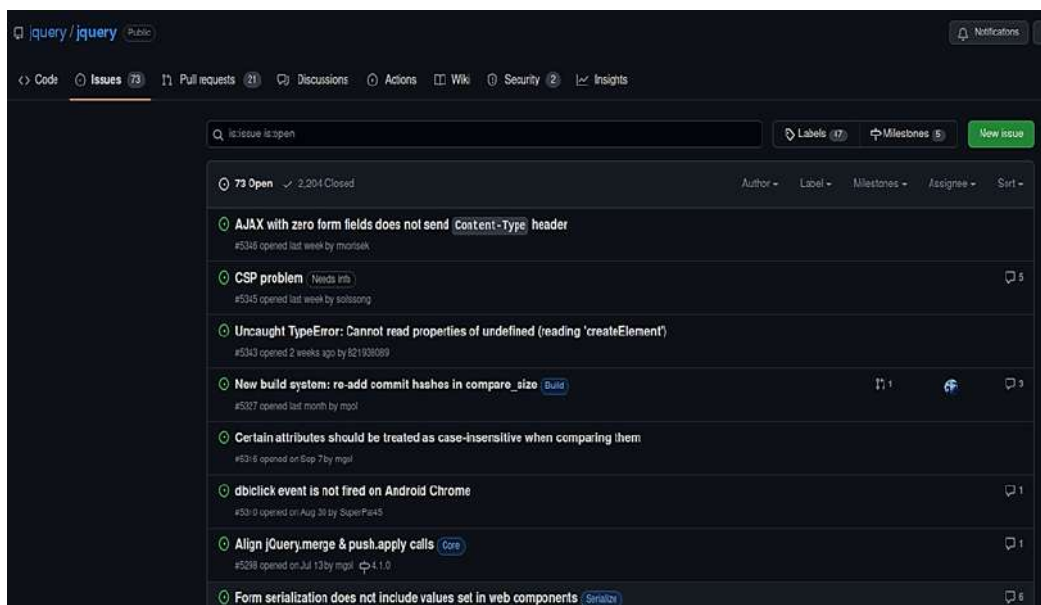 jquery / jquery Public
Notifications
Code Issues 73 Pull requests 21 Discussions Actions Wiki Security 2 Insights
is:issue is:open
Labels 47 Milestones 5 New issue
73 Open 2,204 Closed Author Label Milestones Assignee Sort
AJAX with zero form fields does not send Content-Type header
#5346 opened last week by
CSP problem Needs info 5
#5345 opened last week by solssong
Uncaught TypeError: Cannot read properties of undefined (reading 'createElement')
#5343 opened 2 weeks ago by 821938089
New build system: re-add commit hashes in compare_size Build 1 3
#5327 opened last month by mgol
Certain attributes should be treated as case-insensitive when comparing them
opened on Sep 7 by mgol
dblclick event is not fired on Android Chrome 1
opened on Aug 30 by
Align jQuery.merge & push.apply calls Core 1
#5298 opened on Jul 13 by mgol 4.1.0
Form serialization does not include values set in web components Serialize 6